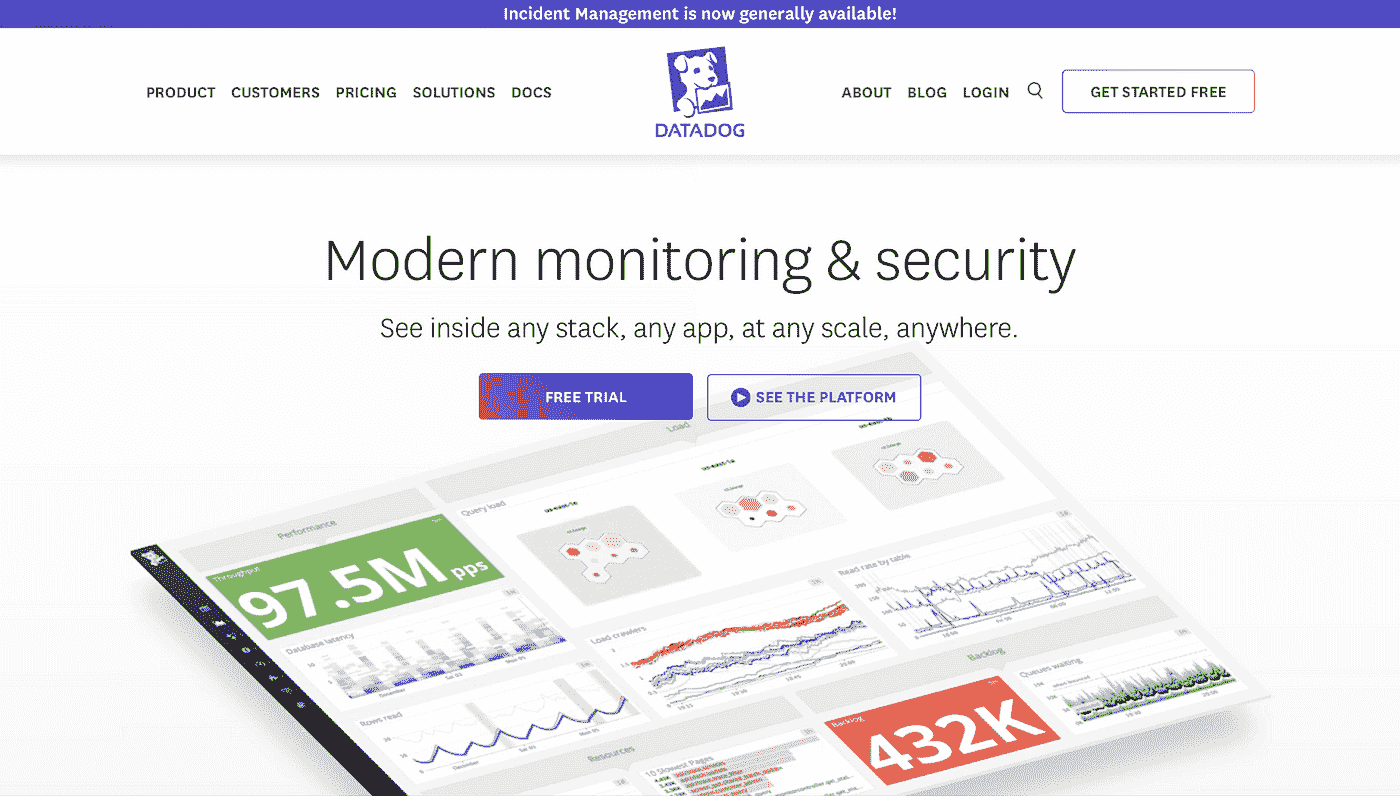 Incident Management is now generally available!
PRODUCT CUSTOMERS PRICING SOLUTIONS DOCS
DATADOG
ABOUT BLOG LOGIN
GET STARTED FREE
Modern monitoring & security
See inside any stack, any app, at any scale, anywhere.
FREE TRIAL
SEE THE PLATFORM
Load
Performance
Query load
Throughput
97.5M pps
Database latency
Load crawlers
Read rate by table
Rows read
Backlog
Queues waiting
Backlog
432K
Resources
10 Slowest Pages